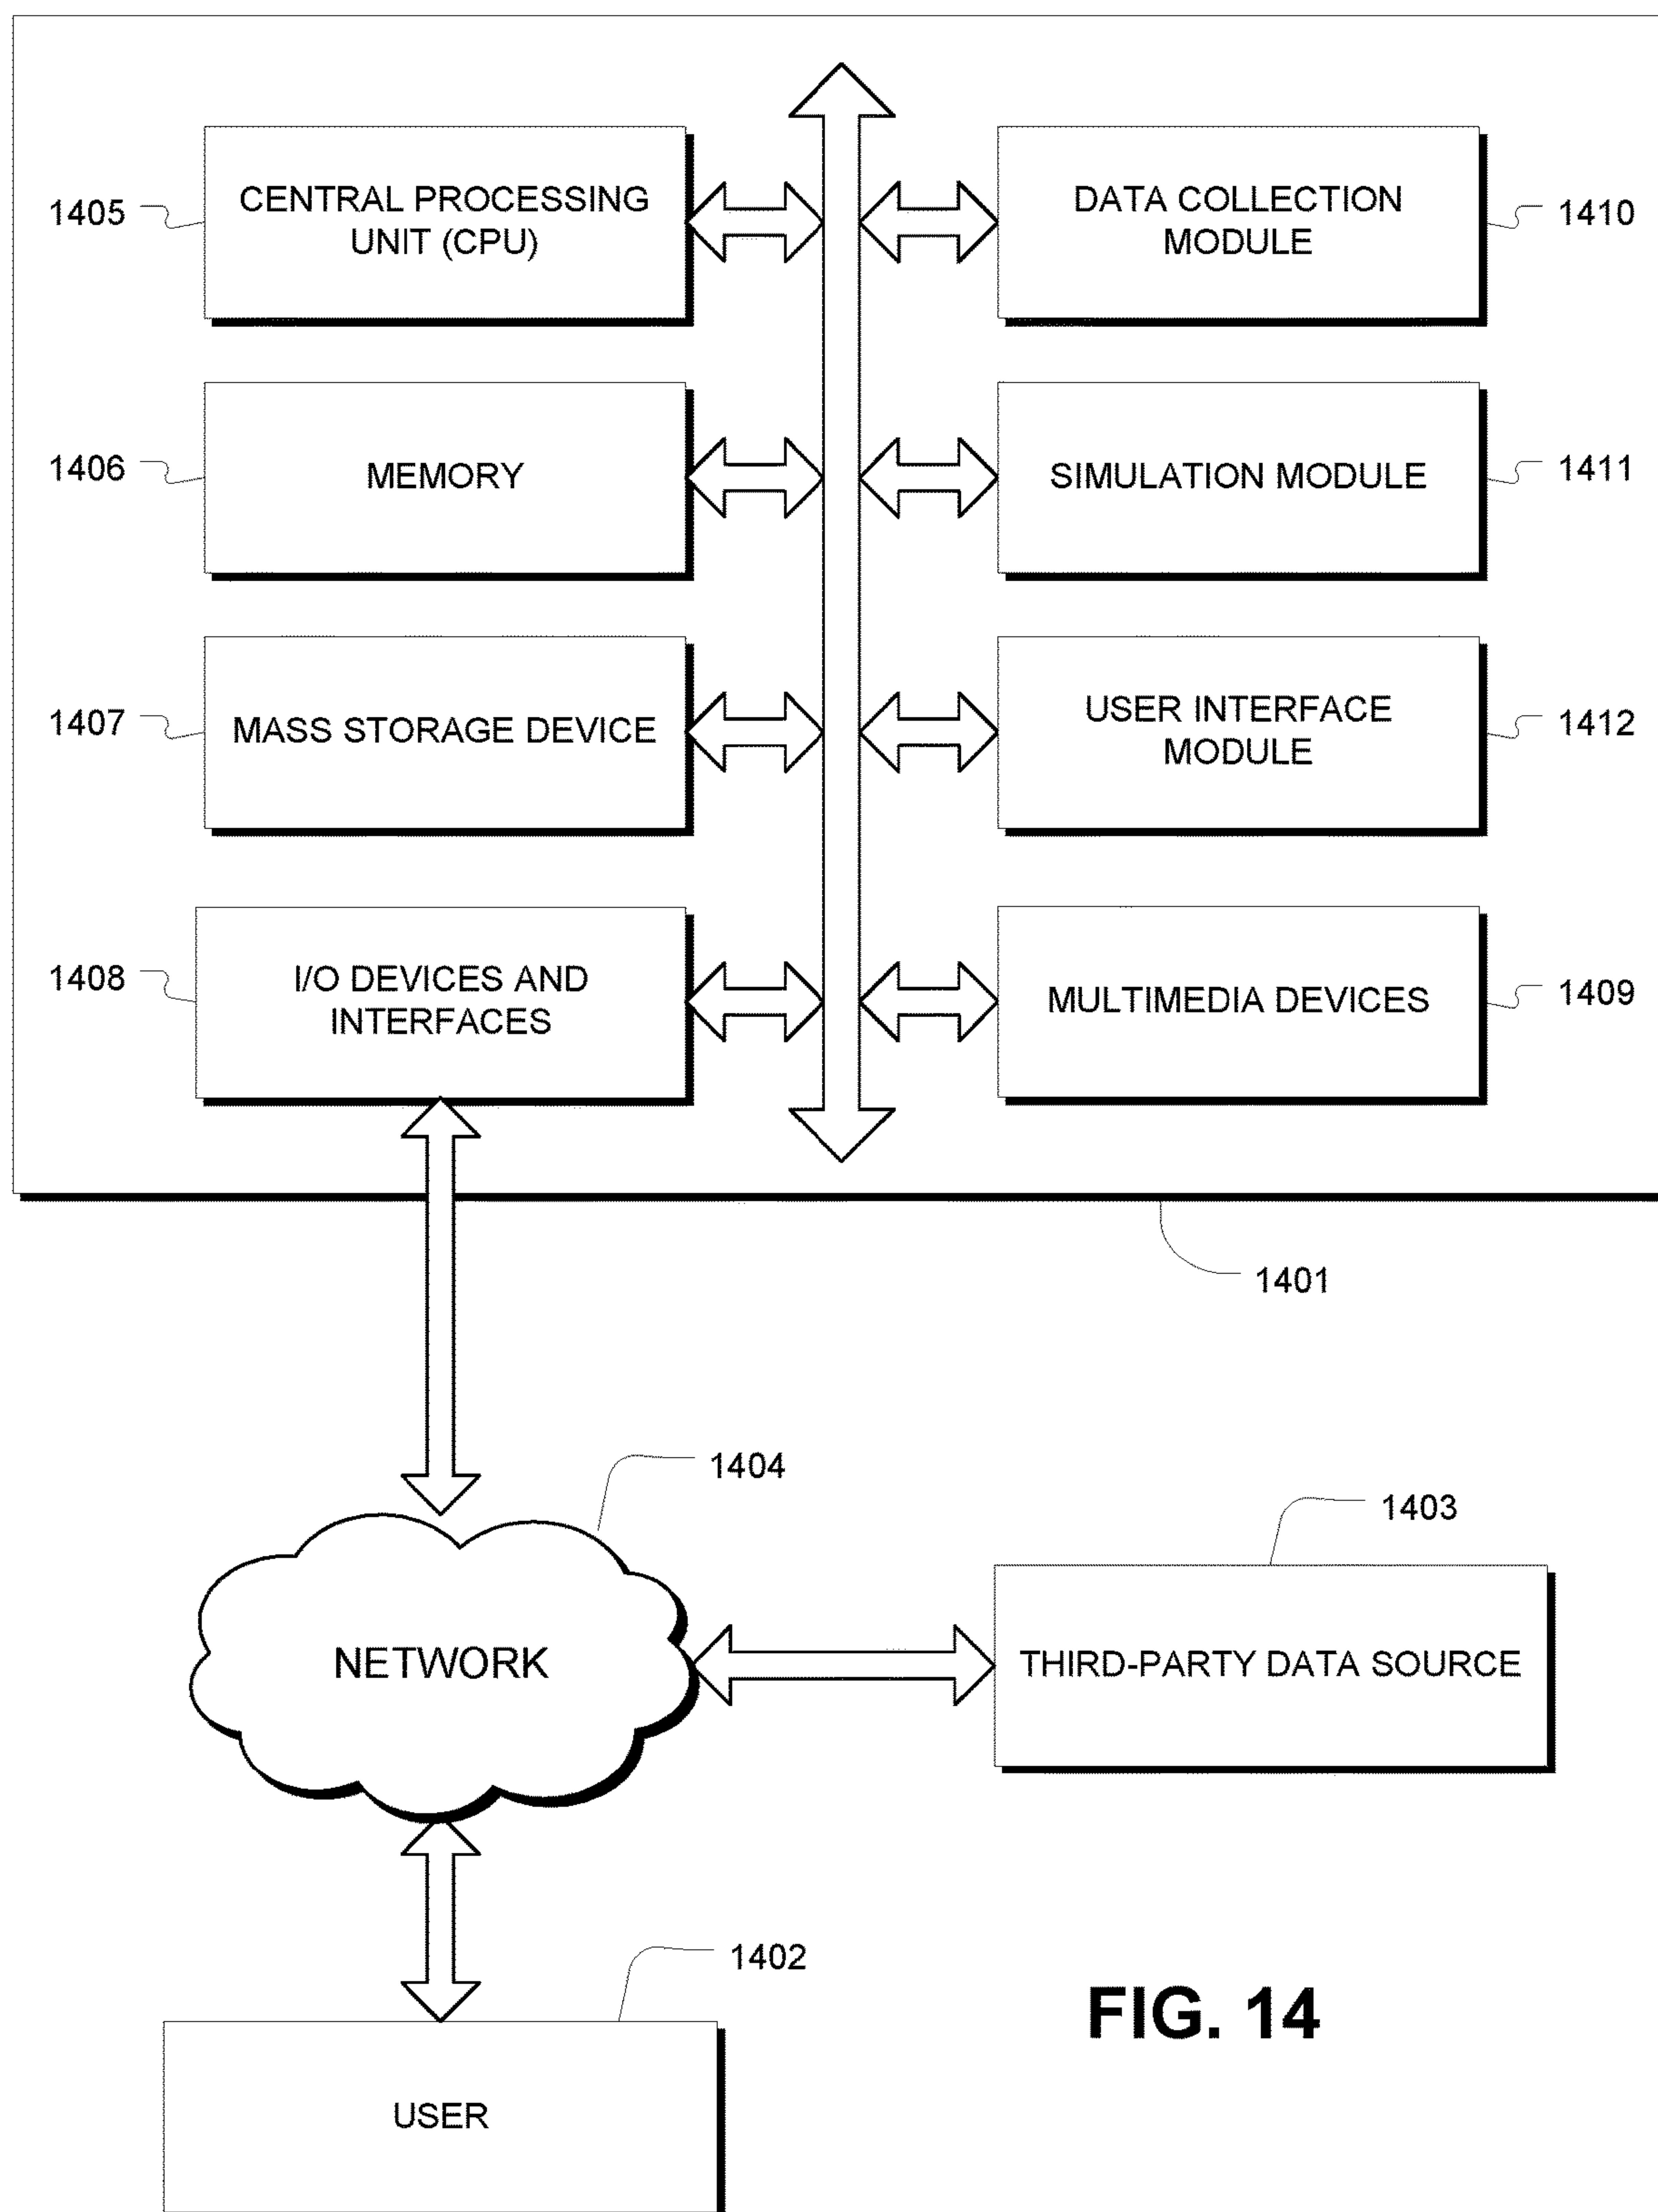 1405
CENTRAL PROCESSING
UNIT (CPU)
DATA COLLECTION
MODULE
1410
1406
MEMORY
SIMULATION MODULE
1411
1407
MASS STORAGE DEVICE
USER INTERFACE
MODULE
1412
1408
I/O DEVICES AND
INTERFACES
MULTIMEDIA DEVICES
1409
1401
1404
1403
NETWORK
THIRD-PARTY DATA SOURCE
1402
USER
FIG. 14